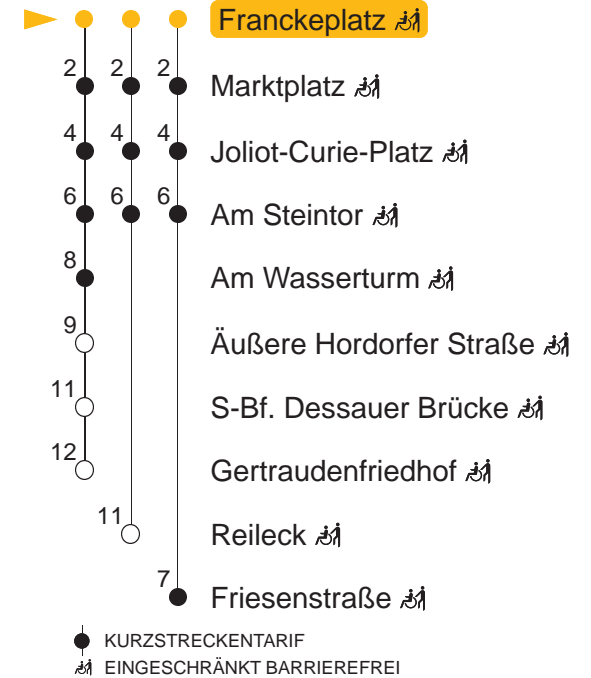 Franckeplatz
2 2 2 Marktplatz
4 4 4 Joliot-Curie-Platz
6 6 6 Am Steintor
8 Am Wasserturm
9 Äußere Hordorfer Straße
11 S-Bf. Dessauer Brücke
12 Gertraudenfriedhof
11 Reileck
7 Friesenstraße
KURZSTRECKENTARIF
EINGESCHRÄNKT BARRIEREFREI